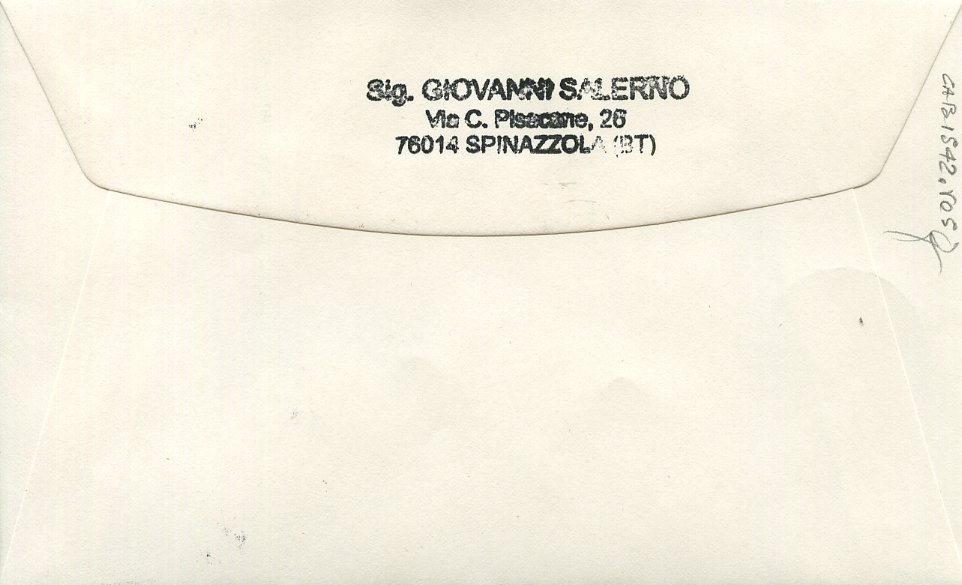 Sig. GIOVANNI SALERNO
Via C. Pisacane, 26
76014 SPINAZZOLA (BT)